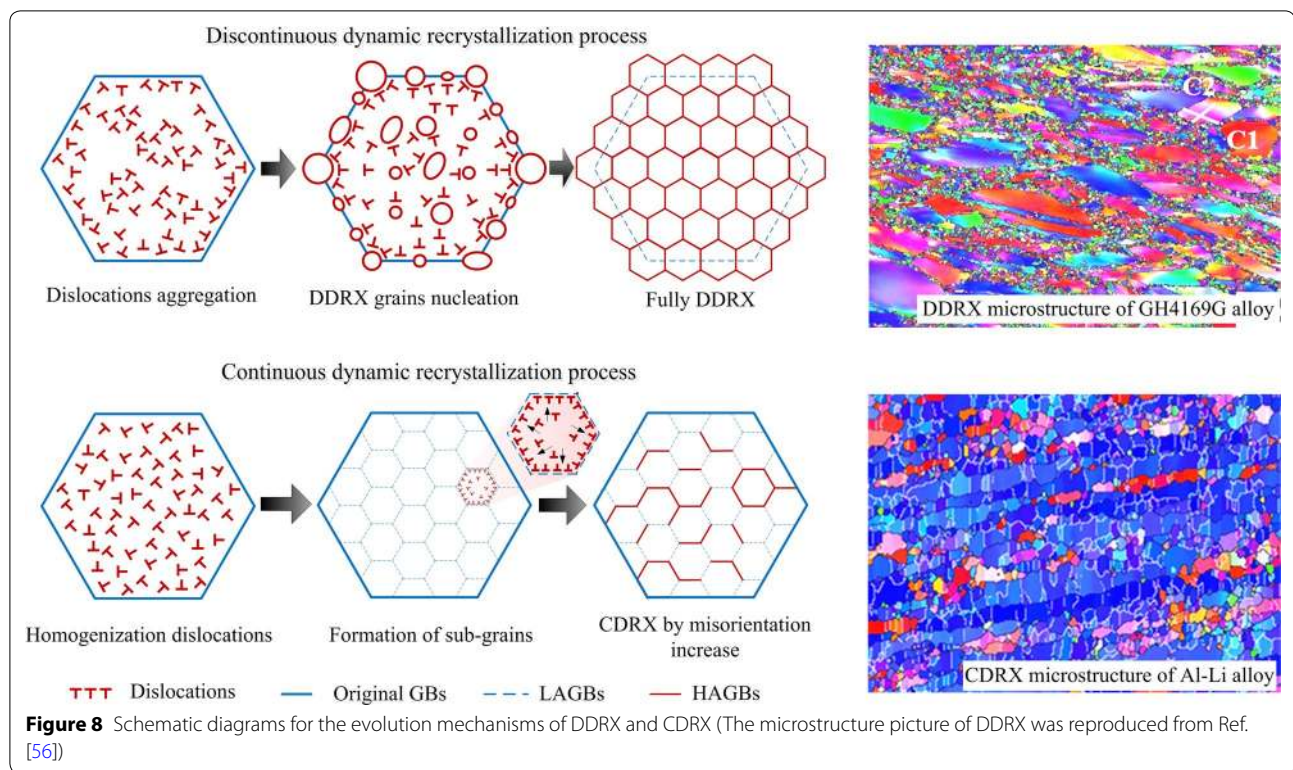 Discontinuous dynamic recrystallization process
Dislocations aggregation
DDRX grains nucleation
Fully DDRX
C2
C1
DDRX microstructure of GH4169G alloy
Continuous dynamic recrystallization process
Homogenization dislocations
Formation of sub-grains
CDRX by misorientation
increase
CDRX microstructure of Al-Li alloy
Dislocations
Original GBs
LAGBs
HAGBs
Figure 8 Schematic diagrams for the evolution mechanisms of DDRX and CDRX (The microstructure picture of DDRX was reproduced from Ref.
[56])